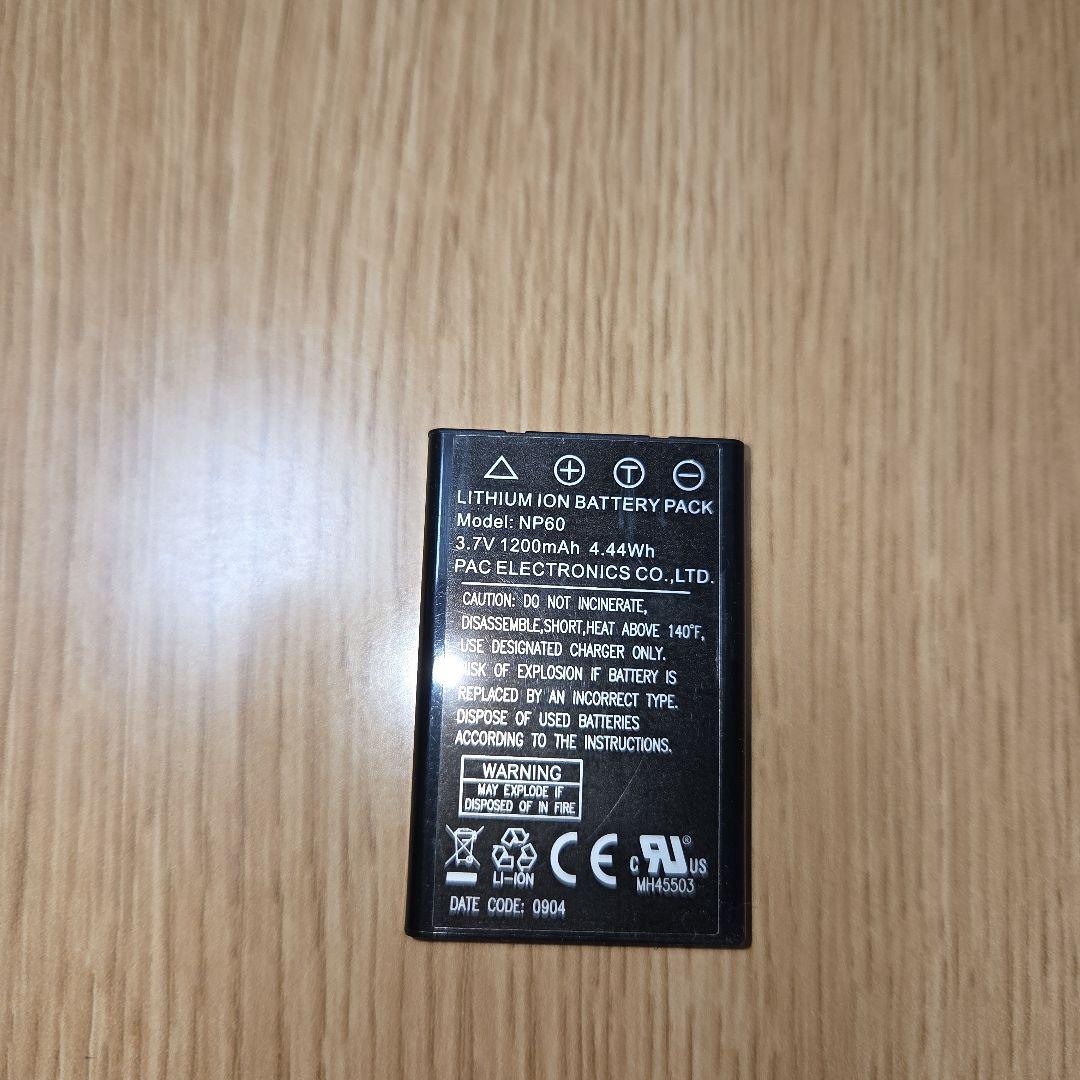 LITHIUM ION BATTERY PACK
Model: NP60
3.7V 1200mAh 4.44Wh
PAC ELECTRONICS CO.,LTD.
CAUTION: DO NOT INCINERATE,
DISASSEMBLE,SHORT,HEAT ABOVE 140°F,
USE DESIGNATED CHARGER ONLY.
RISK OF EXPLOSION IF BATTERY IS
REPLACED BY AN INCORRECT TYPE.
DISPOSE OF USED BATTERIES
ACCORDING TO THE INSTRUCTIONS.
WARNING
MAY EXPLODE IF
DISPOSED OF IN FIRE
LI-ION
CE
c RU ® US
MH45503
DATE CODE: 0904